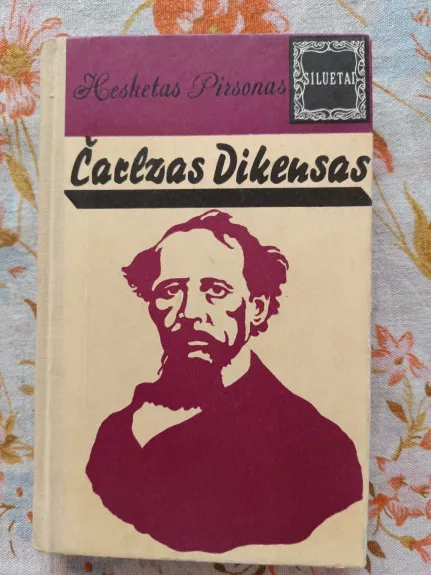 Hesketas Pirsonas
SILUETAI
Čarlzas Dikensas